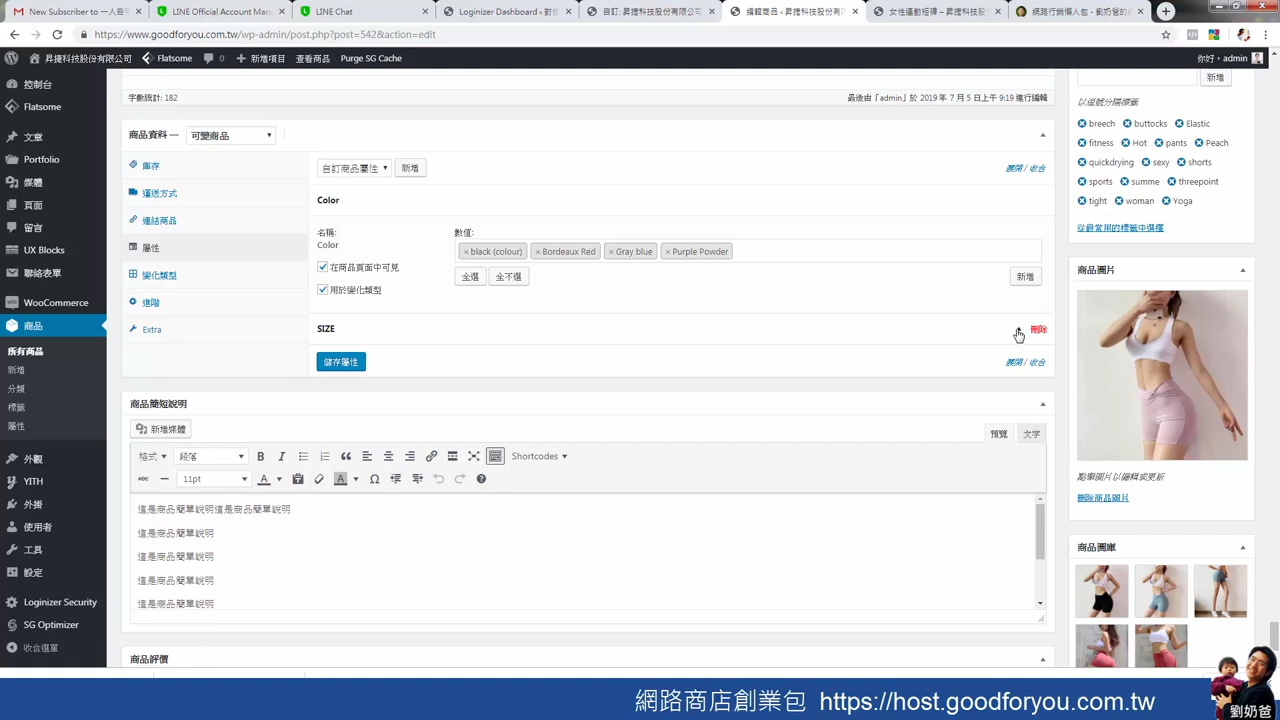 New Subscriber to 一人自
LINE Official Account Man
LINE Chat
Loginizer Dashboard ‹ 劉
自訂: 昇捷科技股份有限公司
編輯商品 ‹ 昇捷科技股份有限
女性運動短褲 – 昇捷科技股份
網路行銷懶人包 - 劉奶爸的
https://www.goodforyou.com.tw/wp-admin/post.php?post=542&action=edit
昇捷科技股份有限公司
Flatsome
0
新增項目
查看商品
Purge SG Cache
你好，admin
控制台
Flatsome
文章
Portfolio
媒體
頁面
留言
UX Blocks
聯絡表單
WooCommerce
商品
所有商品
新增
分類
標籤
屬性
外觀
YITH
外掛
使用者
工具
設定
Loginizer Security
SG Optimizer
收合選單
字數統計: 182
最後由「admin」於 2019 年 7 月 5 日上午 9:19 進行編輯
商品資料 —
可變商品
庫存
運送方式
連結商品
屬性
變化類型
進階
Extra
自訂商品屬性
新增
展開 / 收合
Color
名稱:
數值:
Color
× black (colour)
× Bordeaux Red
× Gray blue
× Purple Powder
在商品頁面中可見
全選
全不選
新增
用於變化類型
SIZE
刪除
儲存屬性
展開 / 收合
商品簡短說明
新增媒體
預覽
文字
格式
段落
B
I
Shortcodes
ABC
11pt
A
A
這是商品簡單說明這是商品簡單說明
這是商品簡單說明
這是商品簡單說明
這是商品簡單說明
這是商品簡單說明
商品評價
新增
以逗號分隔標籤
breech
buttocks
Elastic
fitness
Hot
pants
Peach
quickdrying
sexy
shorts
sports
summe
threepoint
tight
woman
Yoga
從最常用的標籤中選擇
商品圖片
點擊圖片以編輯或更新
刪除商品圖片
商品圖庫
網路商店創業包 https://host.goodforyou.com.tw
劉奶爸